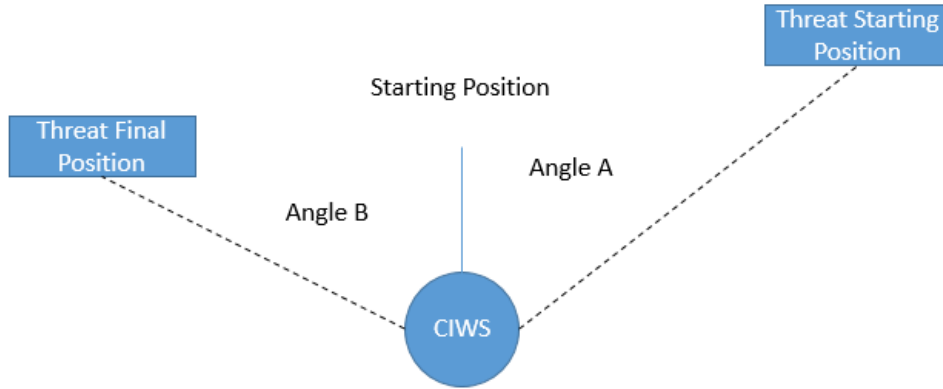 Threat Starting
Position
Starting Position
Threat Final
Position
Angle A
Angle B
CIWS